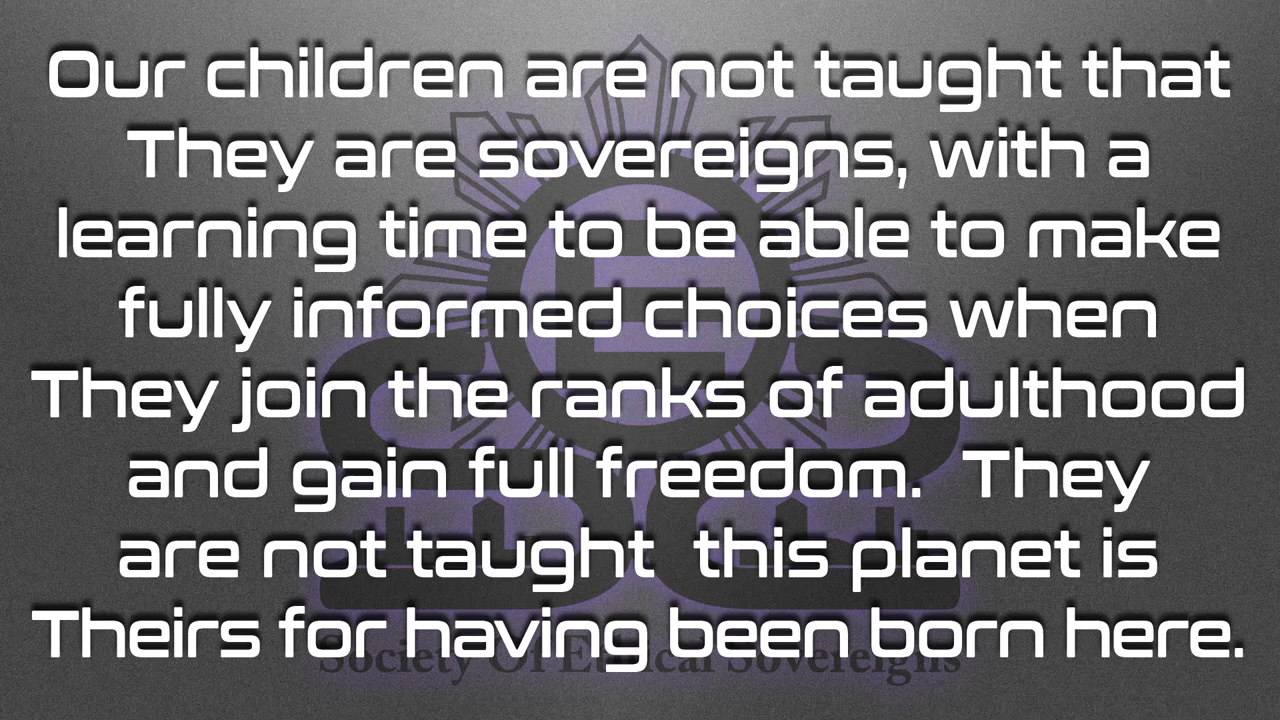 Our children are not taught that
They are sovereigns, with a
learning time to be able to make
fully informed choices when
They join the ranks of adulthood
and gain full freedom.  They
are not taught  this planet is
Theirs for having been born here.
Society Of Ethical Sovereigns